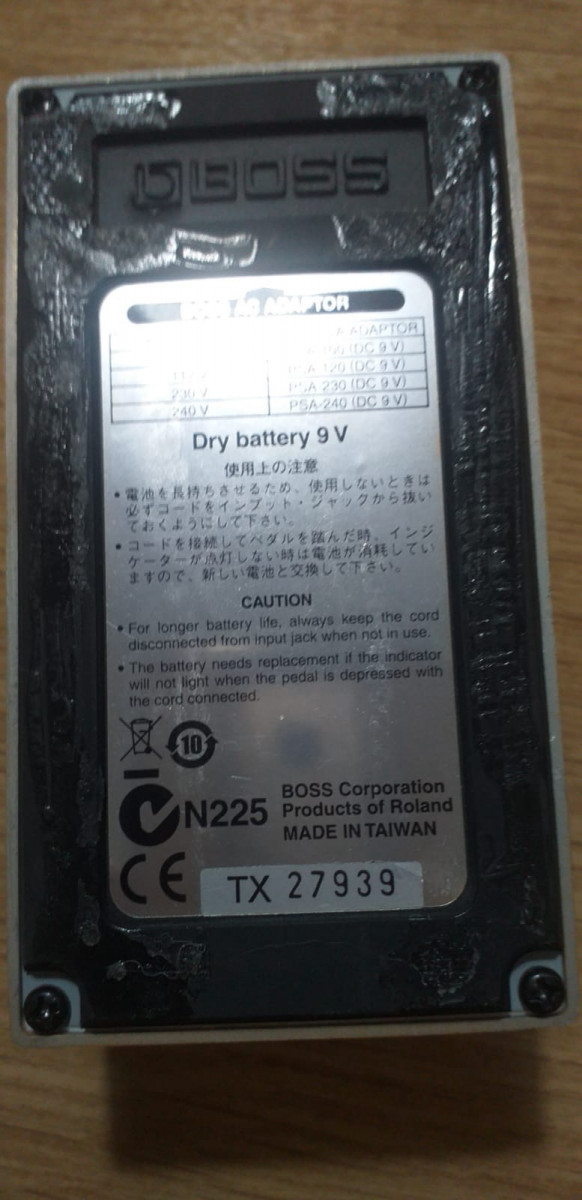 BOSS
BOSS AC ADAPTOR
ADAPTOR
(DC 9 V)
PSA-120 (DC 9 V)
230 V PSA-230 (DC 9 V)
240 V PSA-240 (DC 9 V)
Dry battery 9 V
使用上の注意
• 電池を長持ちさせるため、使用しないときは
必ずコードをインプット・ジャックから抜い
ておくようにして下さい。
• コードを接続してペダルを踏んだ時、インジ
ケーターが点灯しない時は電池が消耗してい
ますので、新しい電池と交換して下さい。
CAUTION
• For longer battery life, always keep the cord
disconnected from input jack when not in use.
• The battery needs replacement if the indicator
will not light when the pedal is depressed with
the cord connected.
10
N225
BOSS Corporation
Products of Roland
MADE IN TAIWAN
CE
TX 27939